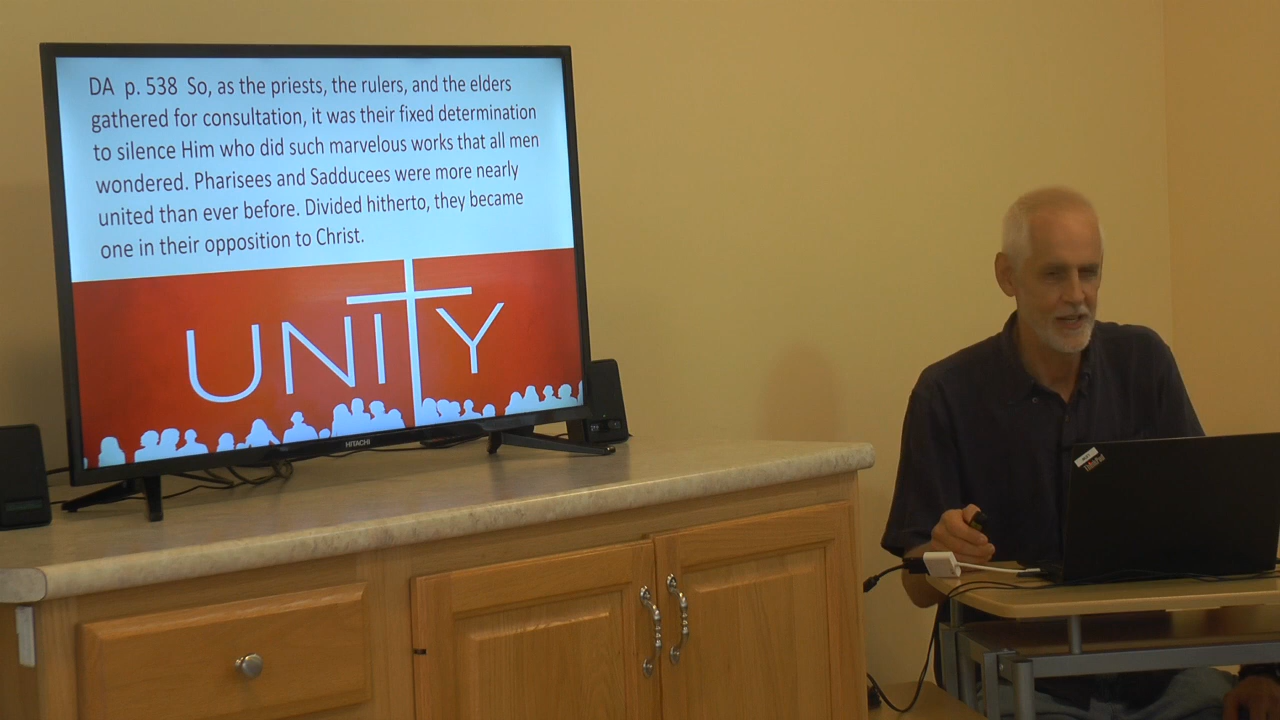 DA p. 538 So, as the priests, the rulers, and the elders
gathered for consultation, it was their fixed determination
to silence Him who did such marvelous works that all men
wondered. Pharisees and Sadducees were more nearly
united than ever before. Divided hitherto, they became
one in their opposition to Christ.
UNITY
HITACHI
ThinkPad